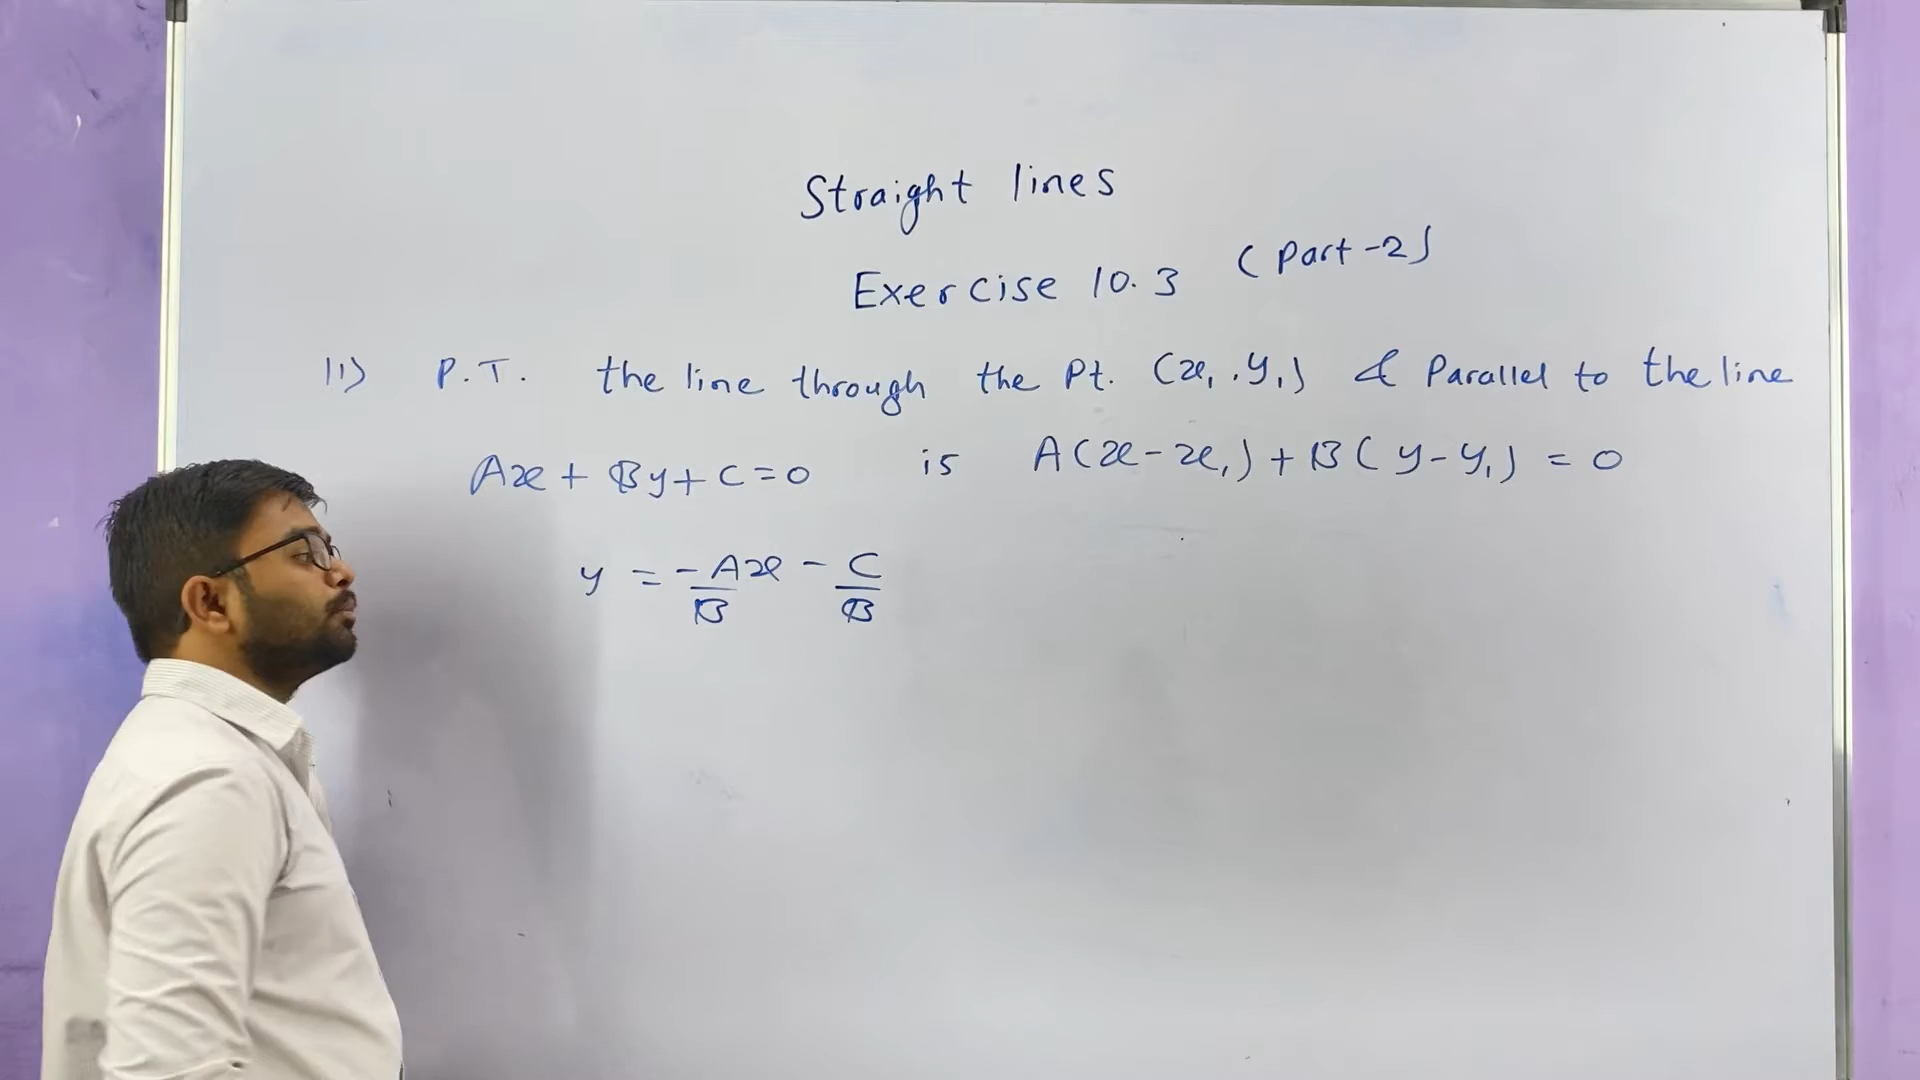 Straight lines
Exercise 10.3 (Part-2)
11) P.T. the line through the Pt. (x₁, y₁) & Parallel to the line
Ax + By + C = 0 is A(x - x₁) + B(y - y₁) = 0
y = -A/B x - C/B